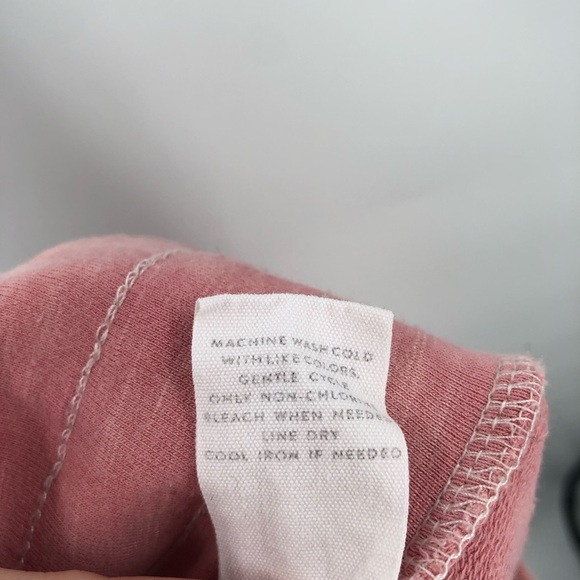 MACHINE WASH COLD
WITH LIKE COLORS.
GENTLE CYCLE
ONLY NON-CHLORINE
BLEACH WHEN NEEDED
LINE DRY
COOL IRON IF NEEDED